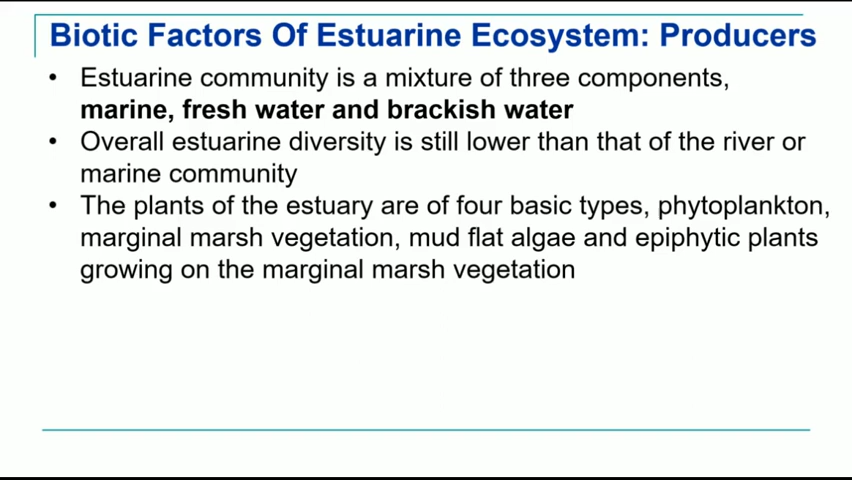 Biotic Factors Of Estuarine Ecosystem: Producers
• Estuarine community is a mixture of three components,
marine, fresh water and brackish water
• Overall estuarine diversity is still lower than that of the river or
marine community
• The plants of the estuary are of four basic types, phytoplankton,
marginal marsh vegetation, mud flat algae and epiphytic plants
growing on the marginal marsh vegetation